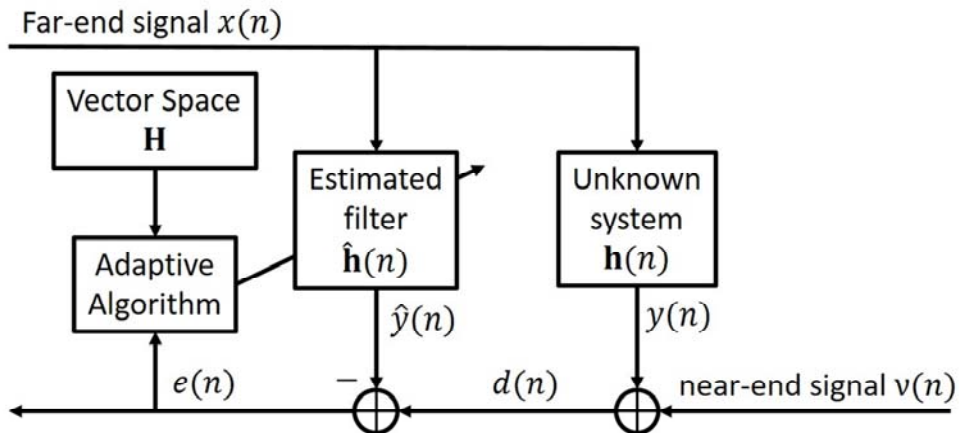 Far-end signal x(n)
Vector Space
H
Estimated
filter
ĥ(n)
Unknown
system
h(n)
Adaptive
Algorithm
ŷ(n)
y(n)
e(n)
−
d(n)
near-end signal v(n)